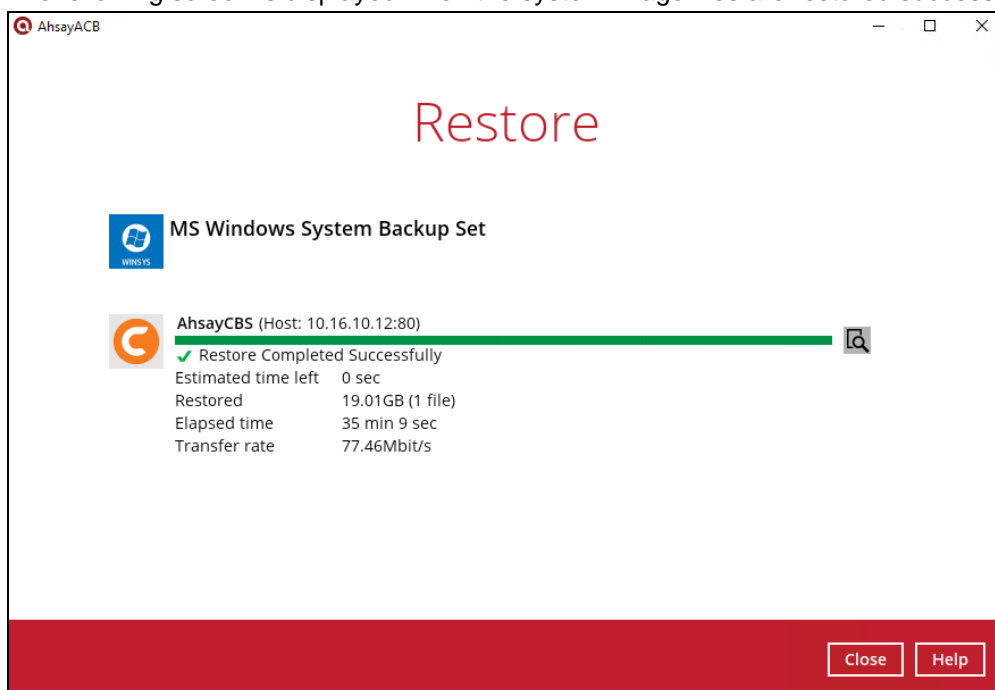 AhsayACB
Restore
MS Windows System Backup Set
WINSYS
AhsayCBS (Host: 10.16.10.12:80)
Restore Completed Successfully
Estimated time left 0 sec
Restored 19.01GB (1 file)
Elapsed time 35 min 9 sec
Transfer rate 77.46Mbit/s
Close Help